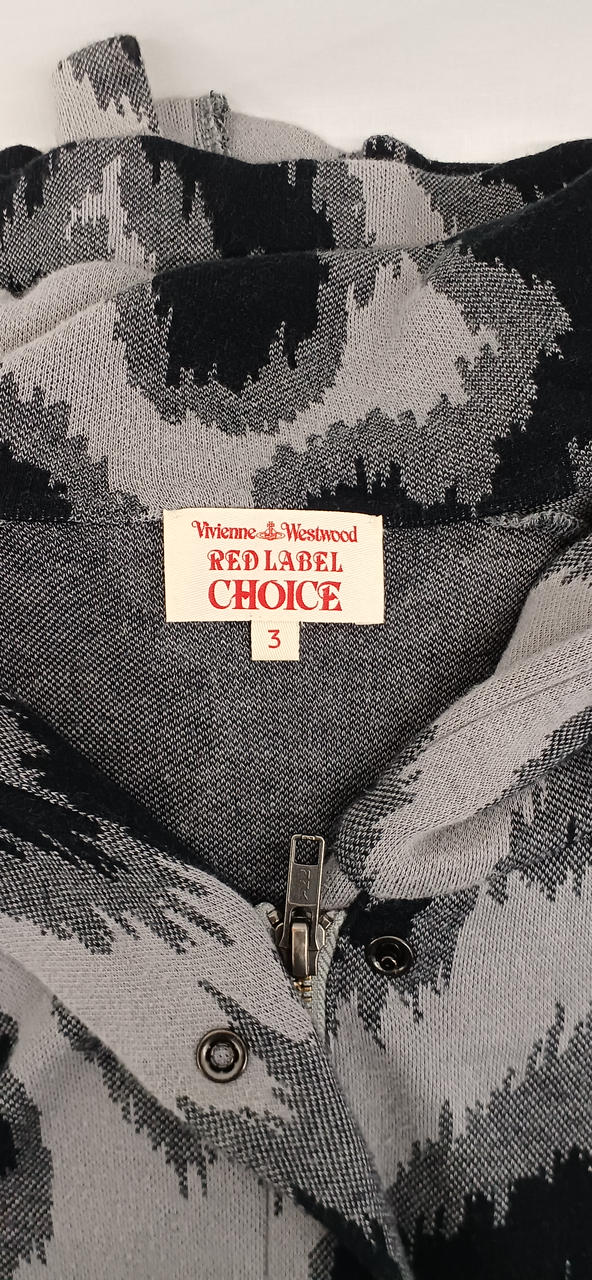 Vivienne Westwood
RED LABEL
CHOICE
3